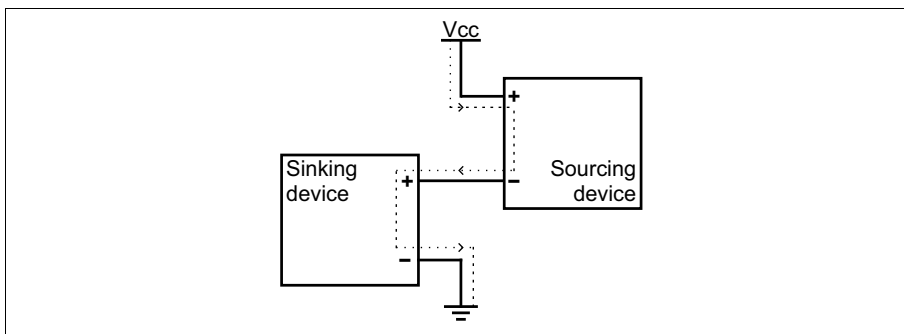 Vcc
+
Sourcing
device
−
Sinking
device
+
−